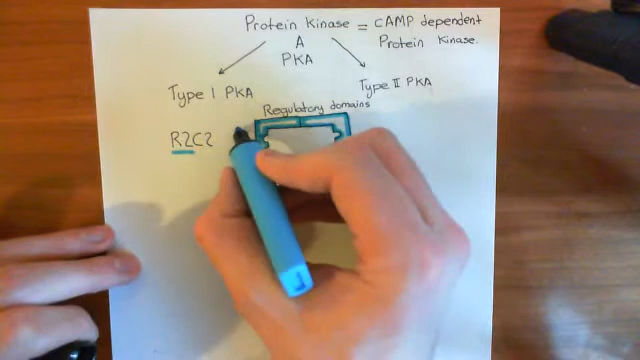 Protein kinase = cAMP dependent
A Protein Kinase.
PKA
Type I PKA Type II PKA
Regulatory domains
R2C2